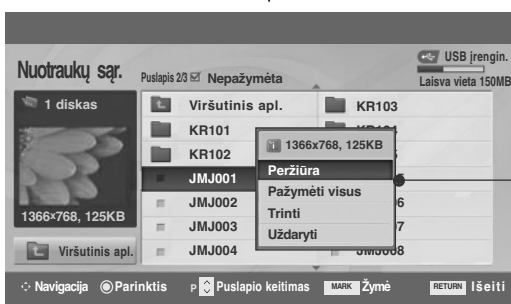 USB įrengin.
Nuotraukų sąr.
Puslapis 2/3 Nepažymėta
Laisva vieta 150MB
1 diskas
1366×768, 125KB
Viršutinis apl.
Viršutinis apl.
KR101
KR102
JMJ001
JMJ002
JMJ003
JMJ004
KR103
1366x768, 125KB
Peržiūra
Pažymėti visus
Trinti
Uždaryti
Navigacija Parinktis P Puslapio keitimas MARK Žymė RETURN Išeiti